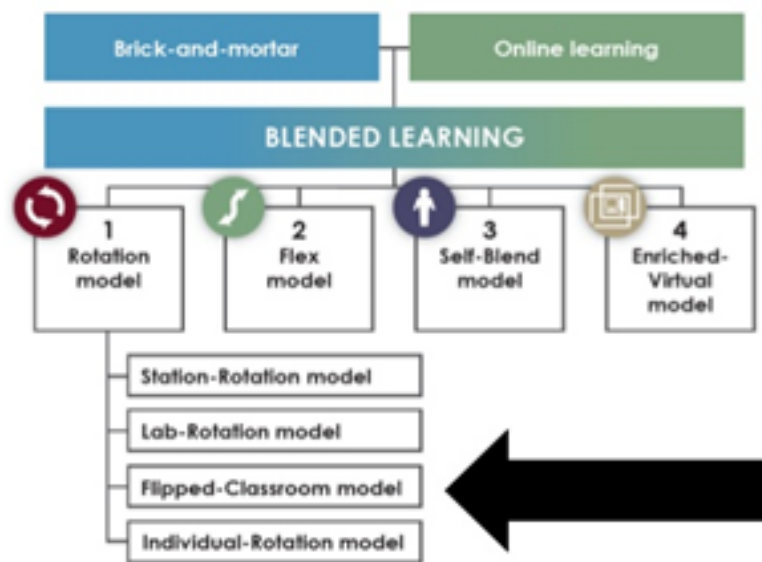 Brick-and-mortar
Online learning
BLENDED LEARNING
1
Rotation
model
2
Flex
model
3
Self-Blend
model
4
Enriched-
Virtual
model
Station-Rotation model
Lab-Rotation model
Flipped-Classroom model
Individual-Rotation model